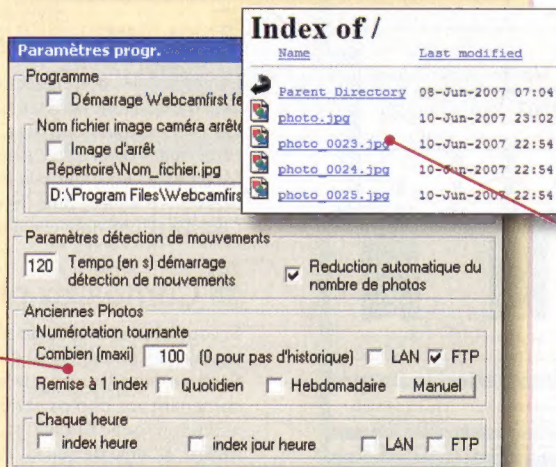 Index of /
Name Last modified
Parent Directory 08-Jun-2007 07:04
photo.jpg 10-Jun-2007 23:02
photo_0023.jpg 10-Jun-2007 22:54
photo_0024.jpg 10-Jun-2007 22:54
photo_0025.jpg 10-Jun-2007 22:54
Paramètres progr.
Programme
Démarrage Webcamfirst fe
Nom fichier image caméra arrêté
Image d'arrêt
Répertoire\Nom_fichier.jpg
D:\Program Files\Webcamfirs
Paramètres détection de mouvements
120 Tempo (en s) démarrage
détection de mouvements
Reduction automatique du
nombre de photos
Anciennes Photos
Numérotation tournante
Combien (maxi) 100 (0 pour pas d'historique) LAN FTP
Remise à 1 index Quotidien Hebdomadaire Manuel
Chaque heure
index heure index jour heure LAN FTP